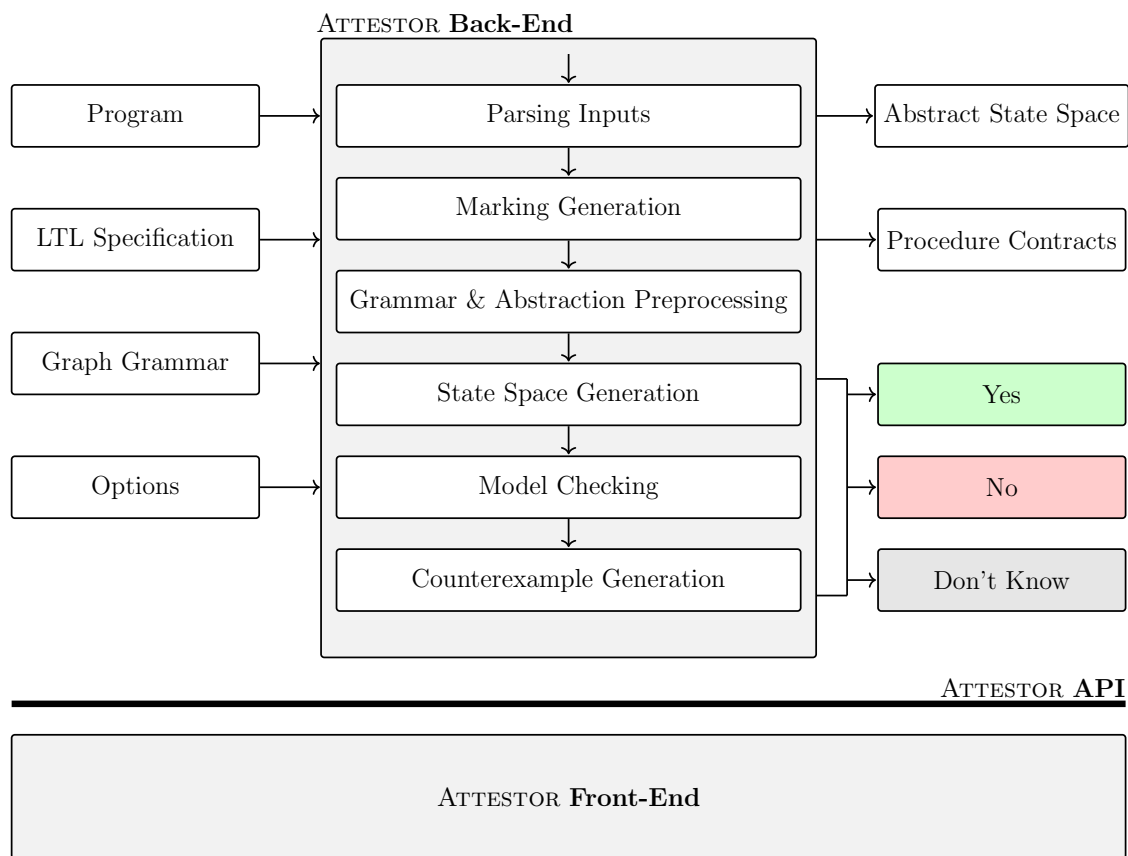 ATTESTOR Back-End
Program
Parsing Inputs
Abstract State Space
Marking Generation
LTL Specification
Procedure Contracts
Grammar & Abstraction Preprocessing
Graph Grammar
State Space Generation
Yes
Options
Model Checking
No
Counterexample Generation
Don't Know
ATTESTOR API
ATTESTOR Front-End